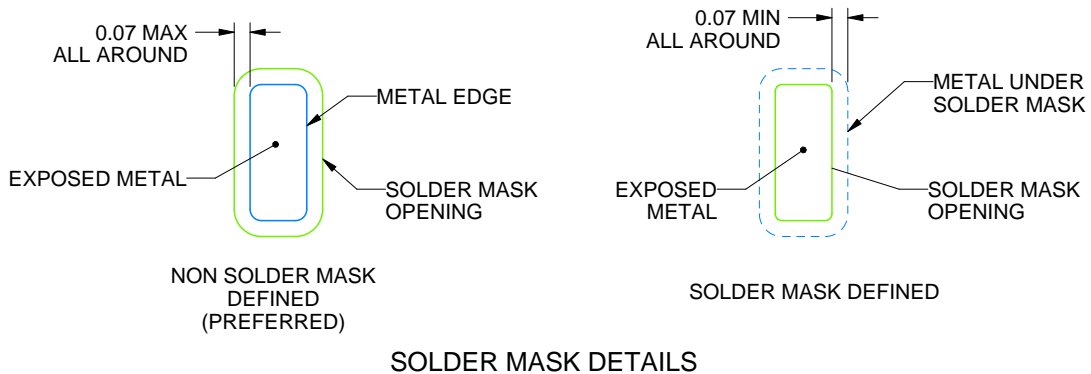 0.07 MAX
ALL AROUND
METAL EDGE
EXPOSED METAL
SOLDER MASK
OPENING
NON SOLDER MASK
DEFINED
(PREFERRED)
0.07 MIN
ALL AROUND
METAL UNDER
SOLDER MASK
EXPOSED
METAL
SOLDER MASK
OPENING
SOLDER MASK DEFINED
SOLDER MASK DETAILS